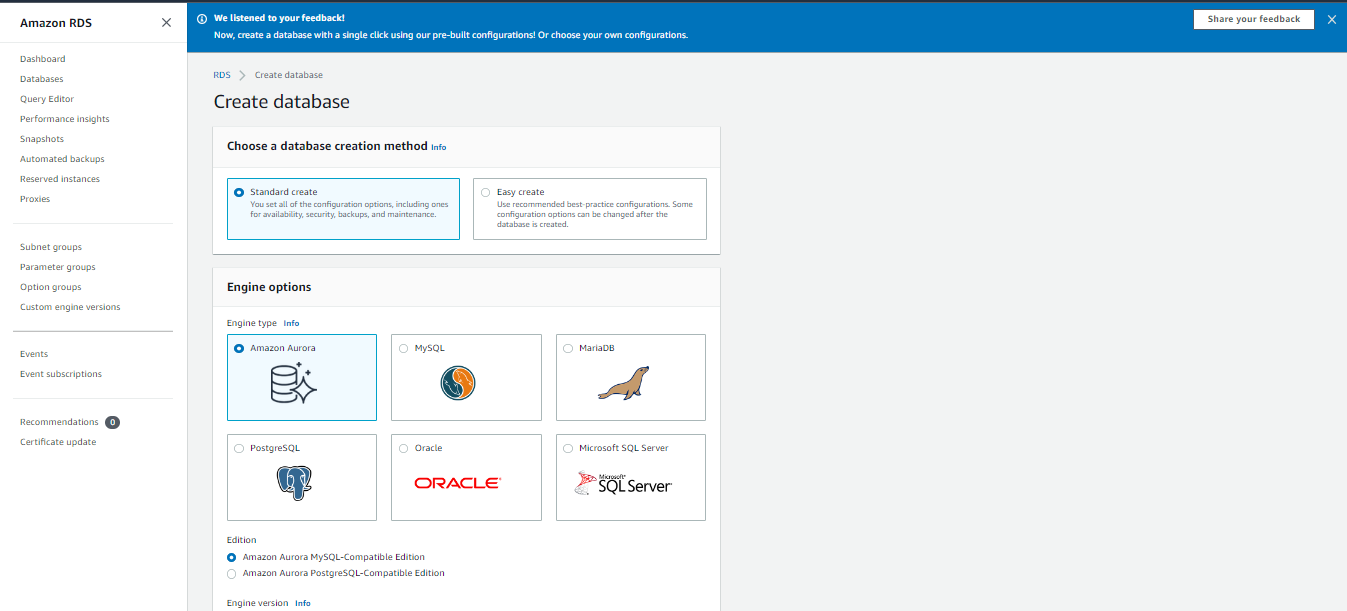 Amazon RDS
Dashboard
Databases
Query Editor
Performance insights
Snapshots
Automated backups
Reserved instances
Proxies
Subnet groups
Parameter groups
Option groups
Custom engine versions
Events
Event subscriptions
Recommendations 0
Certificate update
We listened to your feedback!
Now, create a database with a single click using our pre-built configurations! Or choose your own configurations.
Share your feedback
RDS Create database
Create database
Choose a database creation method Info
Standard create
You set all of the configuration options, including ones
for availability, security, backups, and maintenance.
Easy create
Use recommended best-practice configurations. Some
configuration options can be changed after the
database is created.
Engine options
Engine type Info
Amazon Aurora
MySQL
MariaDB
PostgreSQL
Oracle
ORACLE
Microsoft SQL Server
Microsoft
SQL Server
Edition
Amazon Aurora MySQL-Compatible Edition
Amazon Aurora PostgreSQL-Compatible Edition
Engine version Info